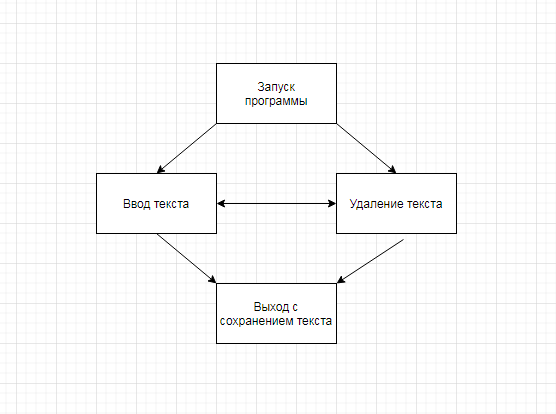 Запуск
программы
Ввод текста
Удаление текста
Выход с
сохранением текста